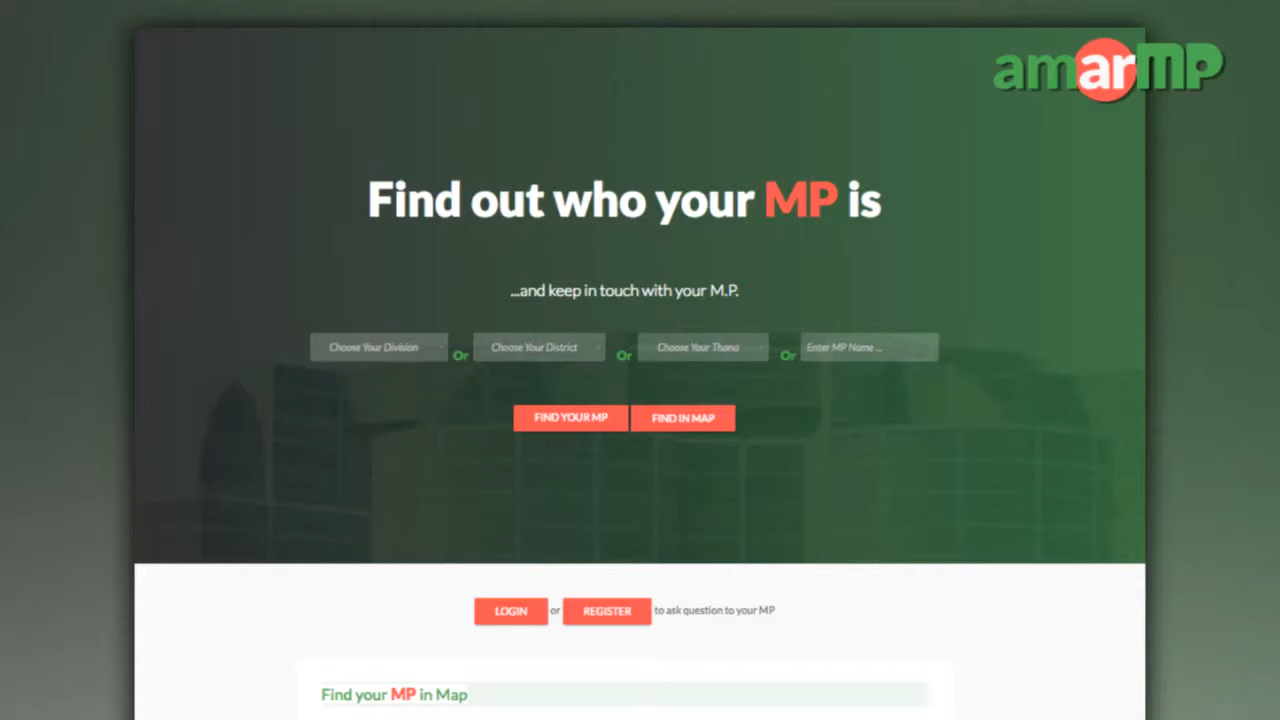 amarMP
Find out who your MP is
...and keep in touch with your M.P.
Choose Your Division Or Choose Your District Or Choose Your Thana Or Enter MP Name ...
FIND YOUR MP FIND IN MAP
LOGIN or REGISTER to ask question to your MP
Find your MP in Map